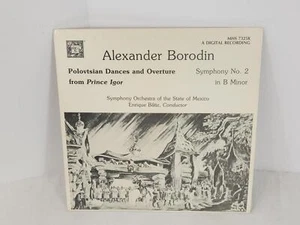 MHS 7323X
A DIGITAL RECORDING
Alexander Borodin
Polovtsian Dances and Overture
from Prince Igor
Symphony No. 2
in B Minor
Symphony Orchestra of the State of Mexico
Enrique Bátiz, Conductor